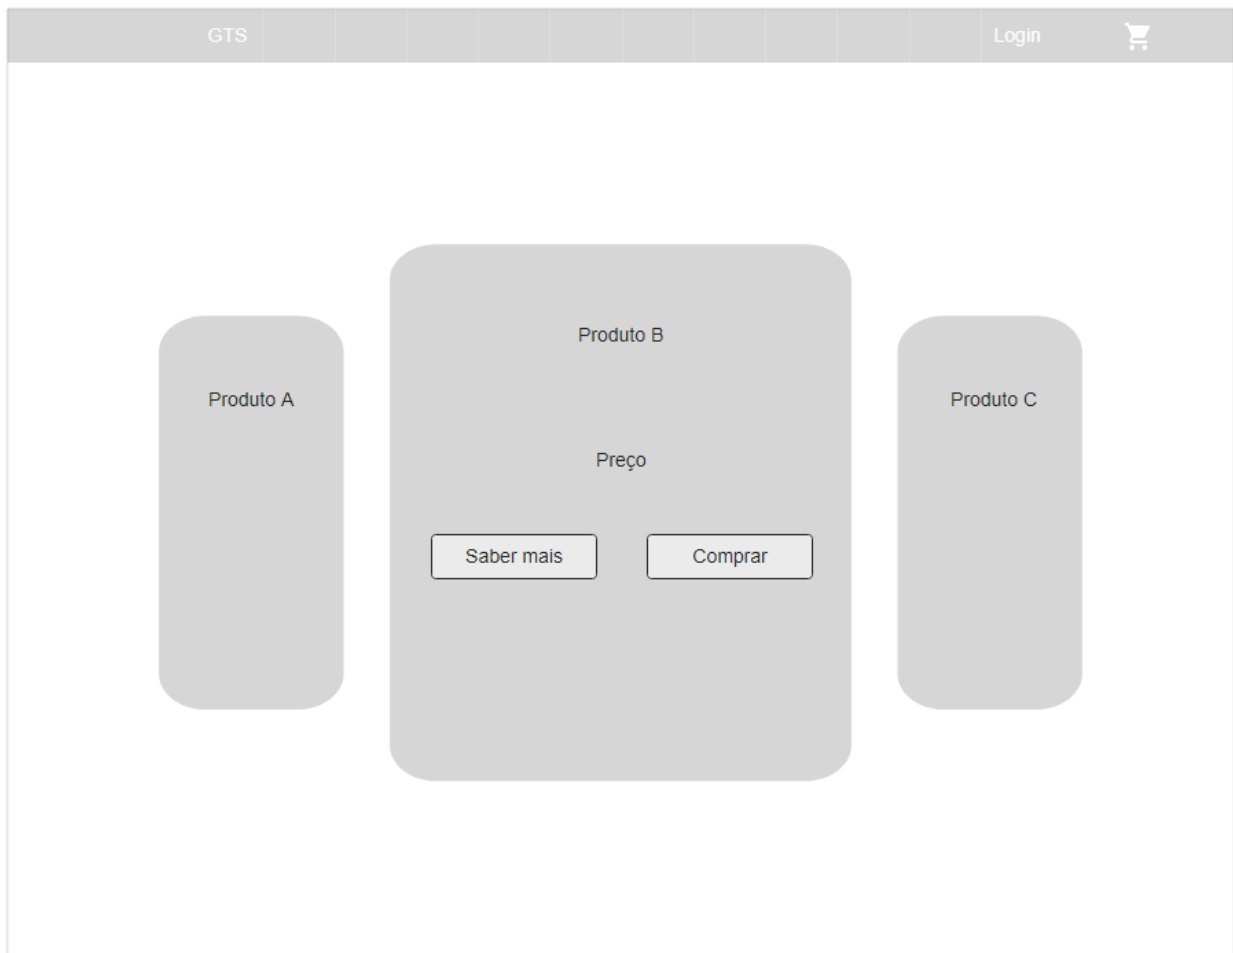 GTS
Login
Produto B
Produto A
Produto C
Preço
Saber mais
Comprar